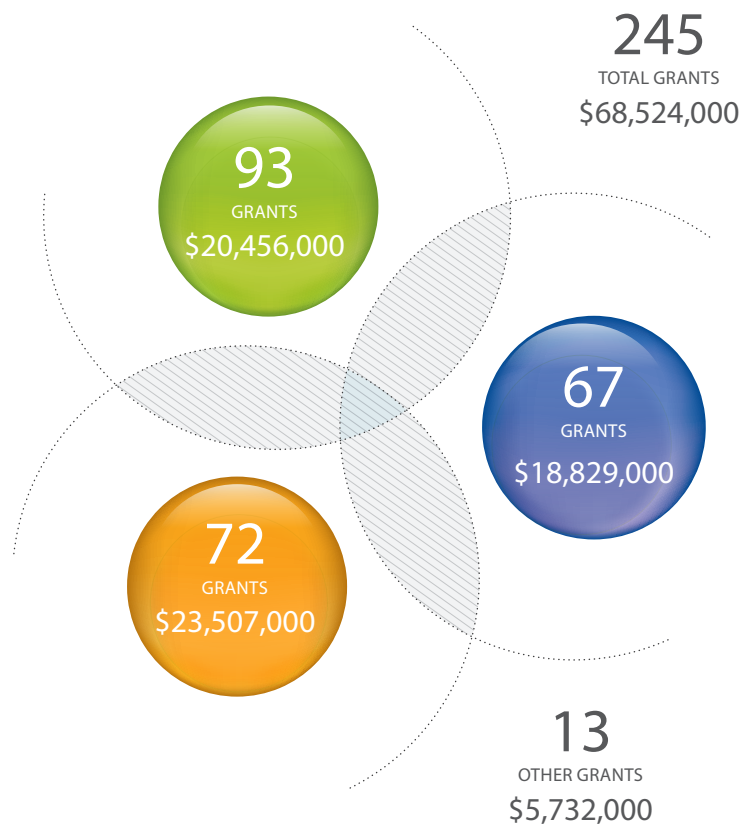 245
TOTAL GRANTS
$68,524,000
93
GRANTS
$20,456,000
67
GRANTS
$18,829,000
72
GRANTS
$23,507,000
13
OTHER GRANTS
$5,732,000